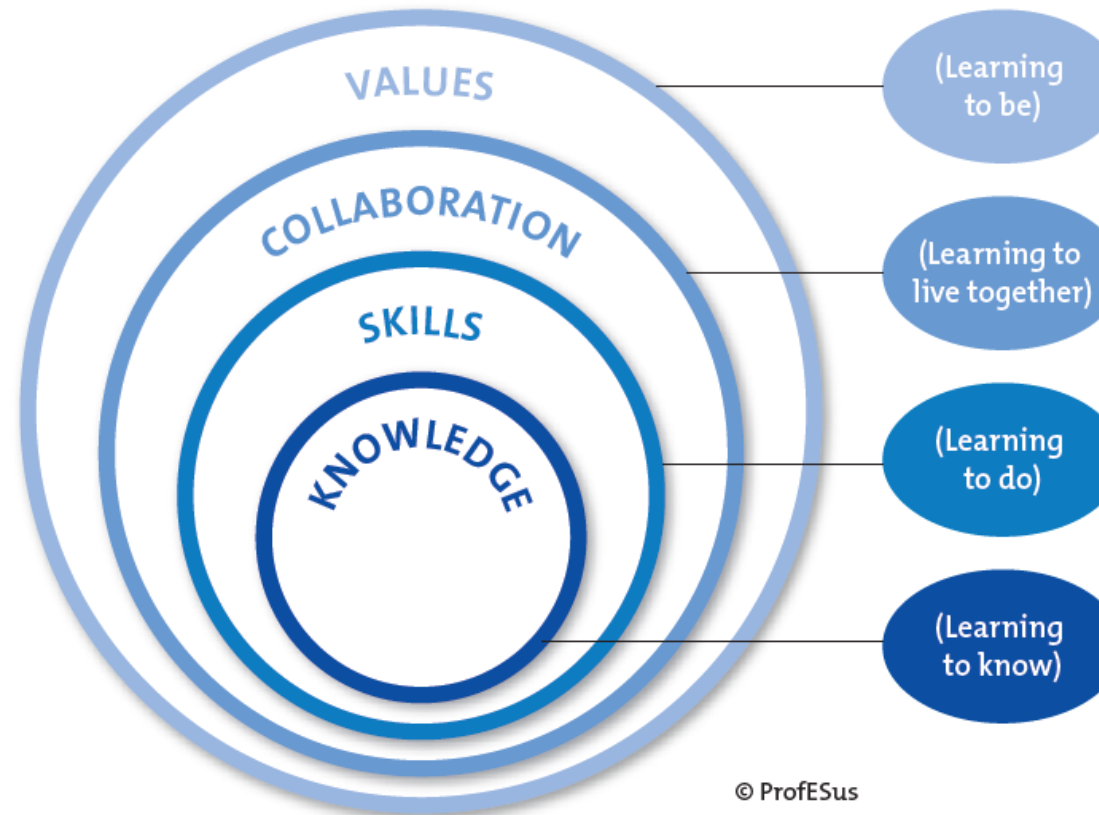 VALUES
(Learning
to be)
COLLABORATION
(Learning to
live together)
SKILLS
(Learning
to do)
KNOWLEDGE
(Learning
to know)
© ProfESus